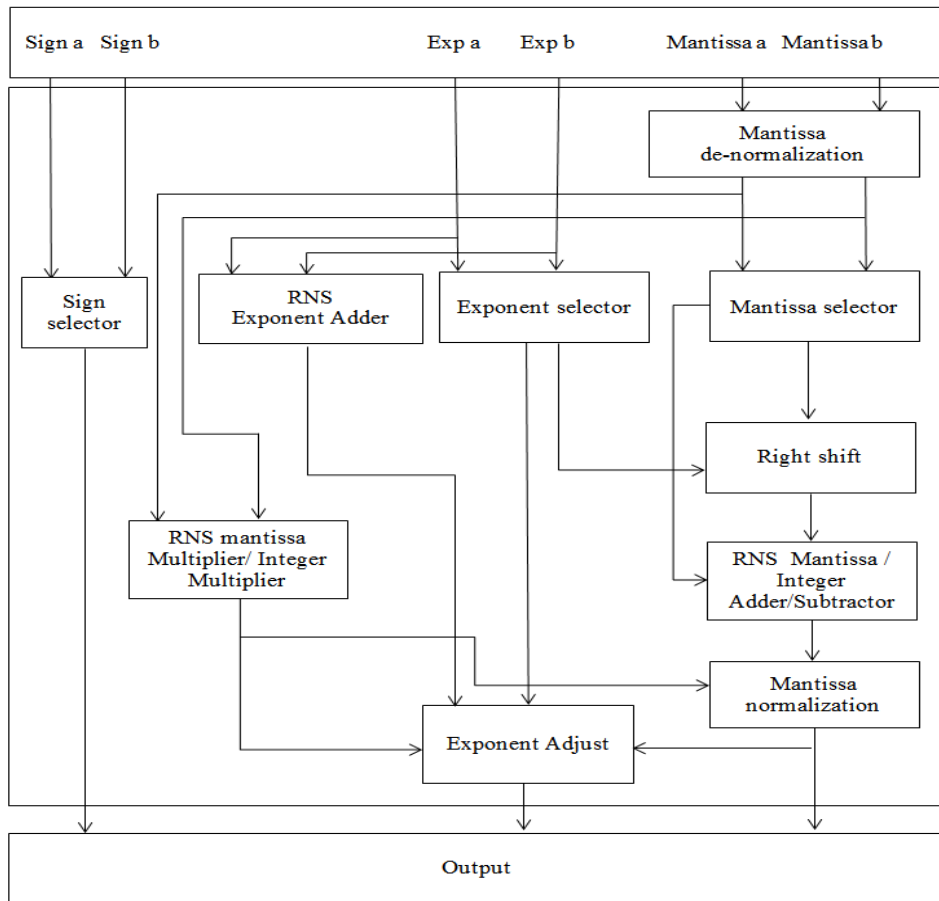 Sign a Sign b Exp a Exp b Mantissa a Mantissa b
Mantissa
de-normalization
Sign
selector
RNS
Exponent Adder
Exponent selector
Mantissa selector
Right shift
RNS mantissa
Multiplier/ Integer
Multiplier
RNS Mantissa /
Integer
Adder/Subtractor
Mantissa
normalization
Exponent Adjust
Output